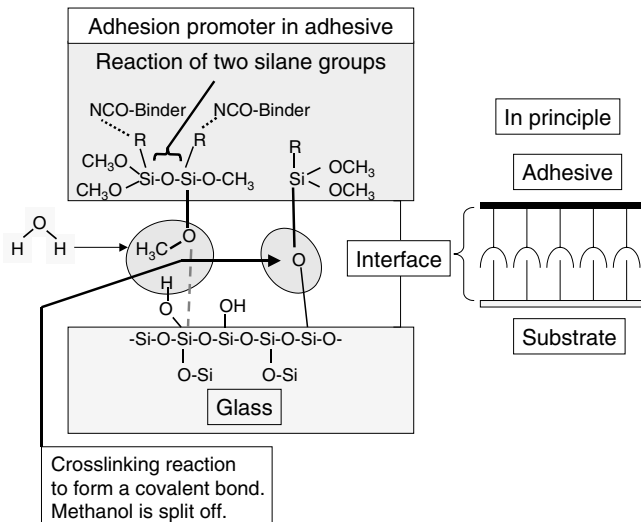 Adhesion promoter in adhesive
Reaction of two silane groups
NCO-Binder NCO-Binder
R R R
CH₃O
CH₃O Si-O-Si-O-CH₃ Si OCH₃
OCH₃
O
H H
H₃C O
O
H
O OH
-Si-O-Si-O-Si-O-Si-O-Si-O-
O-Si O-Si
Glass
Crosslinking reaction
to form a covalent bond.
Methanol is split off.
In principle
Adhesive
Interface
Substrate